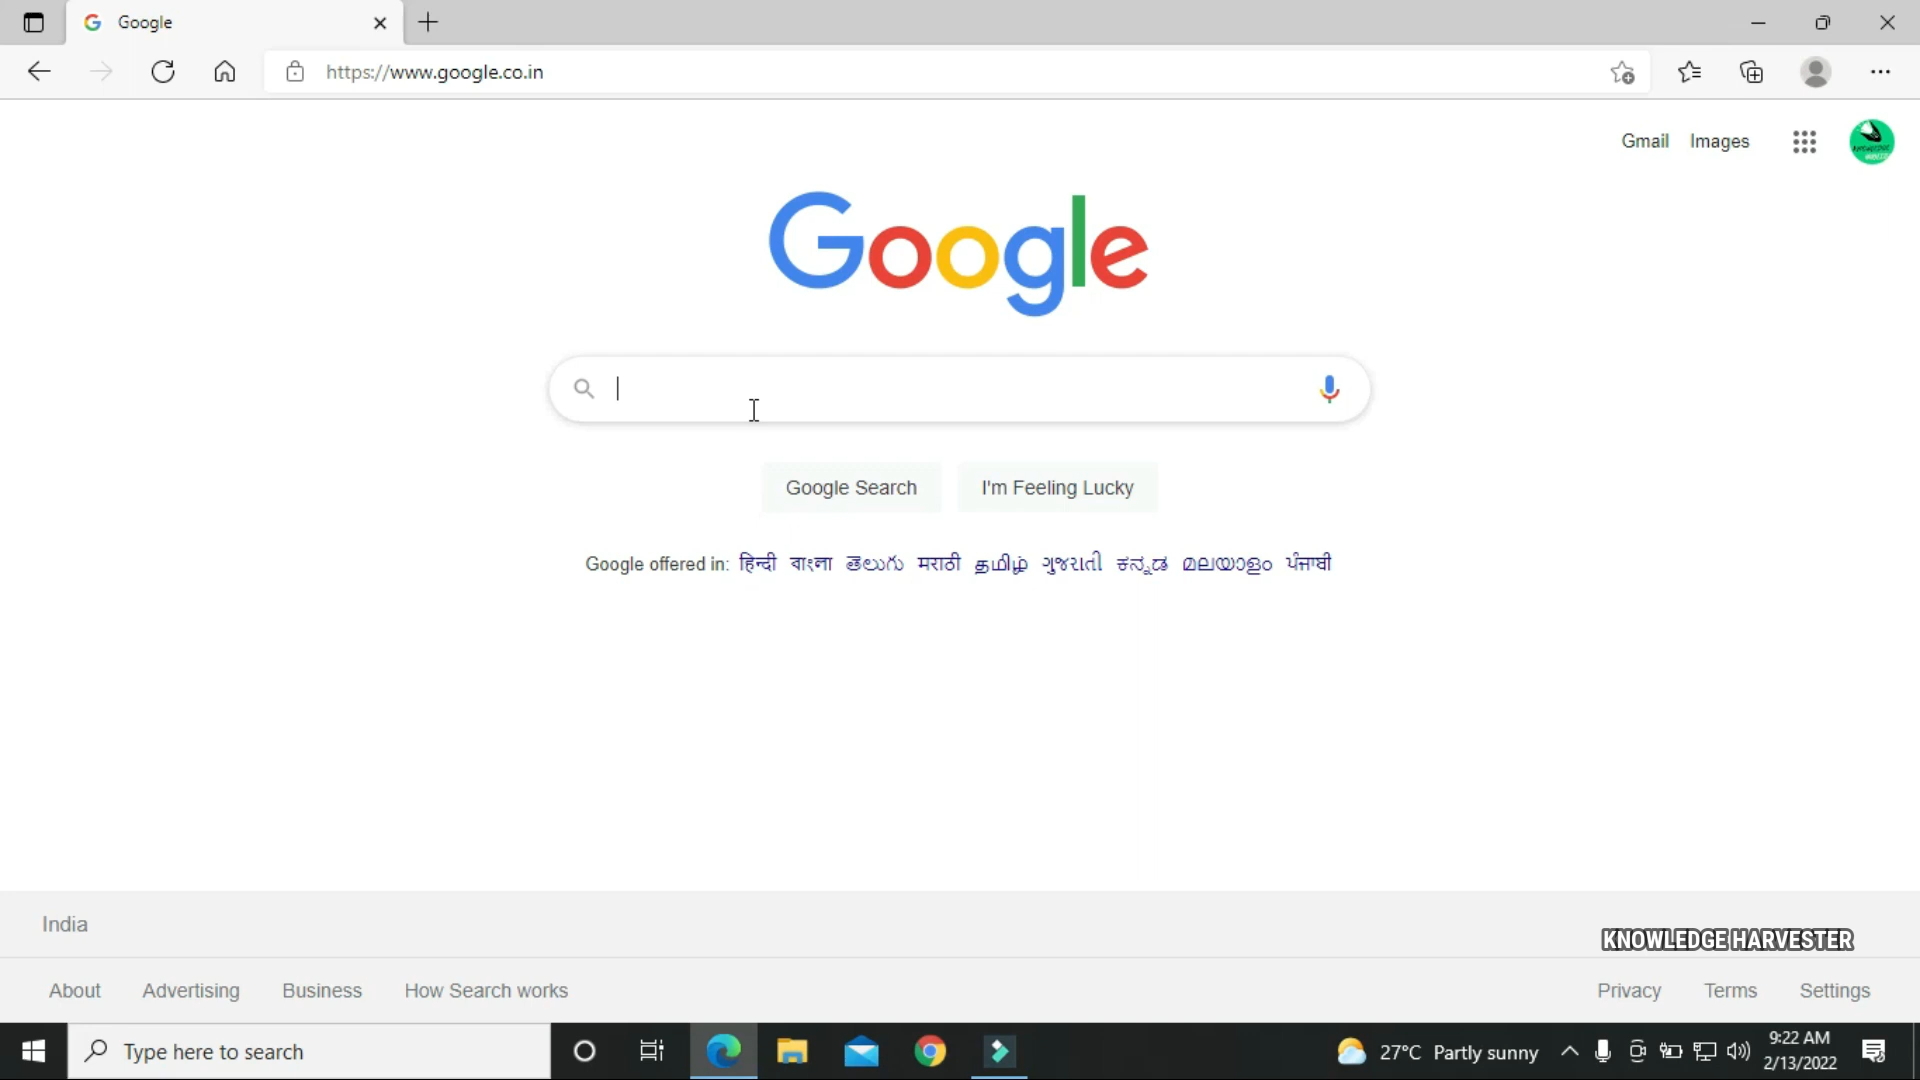 Google
https://www.google.co.in
Gmail Images
Google
Google Search I'm Feeling Lucky
Google offered in: हिन्दी বাংলা తెలుగు मराठी தமிழ் ગુજરાતી ಕನ್ನಡ മലയാളം ਪੰਜਾਬੀ
India
KNOWLEDGE HARVESTER
About Advertising Business How Search works Privacy Terms Settings
Type here to search 27°C Partly sunny 9:22 AM
2/13/2022